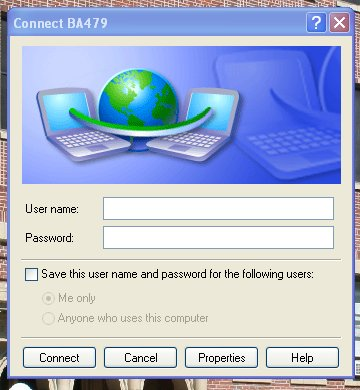 Connect BA479
User name:
Password:
Save this user name and password for the following users:
Me only
Anyone who uses this computer
Connect Cancel Properties Help